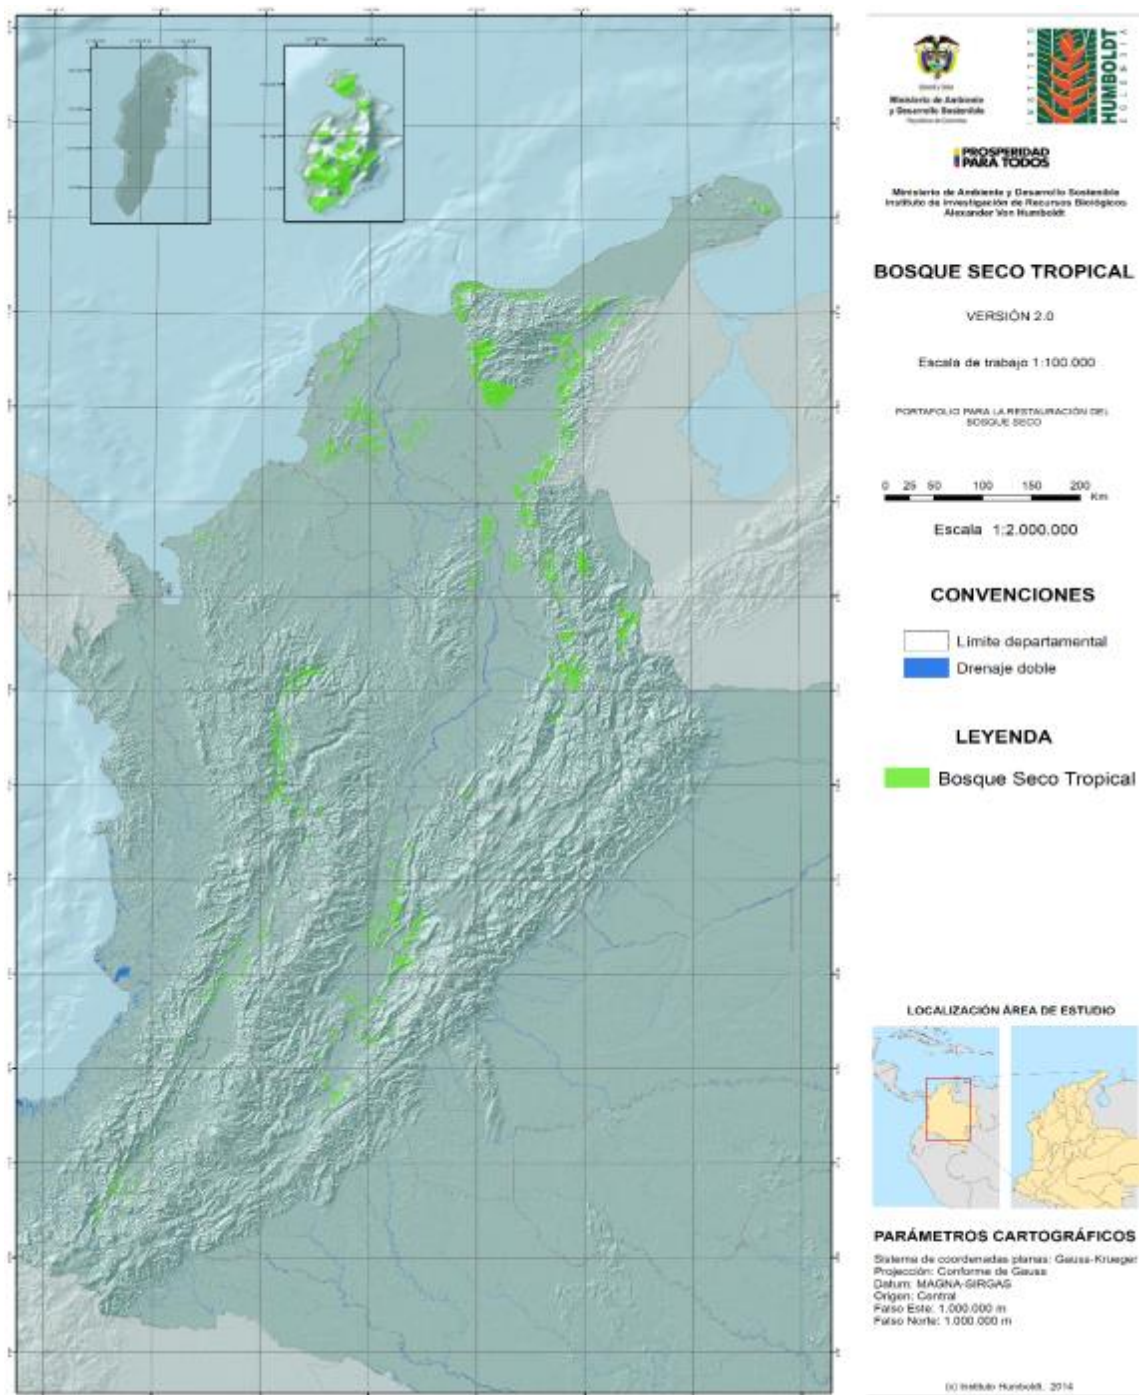 INSTITUTO
HUMBOLDT
COLOMBIA
Ministerio de Ambiente
y Desarrollo Sostenible
República de Colombia
PROSPERIDAD
PARA TODOS
Ministerio de Ambiente y Desarrollo Sostenible
Instituto de Investigación de Recursos Biológicos
Alexander Von Humboldt
BOSQUE SECO TROPICAL
VERSIÓN 2.0
Escala de trabajo 1:100.000
PORTAFOLIO PARA LA RESTAURACIÓN DEL
BOSQUE SECO
0 25 50 100 150 200
Km
Escala 1:2.000.000
CONVENCIONES
Límite departamental
Drenaje doble
LEYENDA
Bosque Seco Tropical
LOCALIZACIÓN ÁREA DE ESTUDIO
PARÁMETROS CARTOGRÁFICOS
Sistema de coordenadas planas: Gauss-Krueger
Projección: Conforme de Gauss
Datum: MAGNA-SIRGAS
Origen: Central
Falso Este: 1.000.000 m
Falso Norte: 1.000.000 m
(c) Instituto Humboldt, 2014